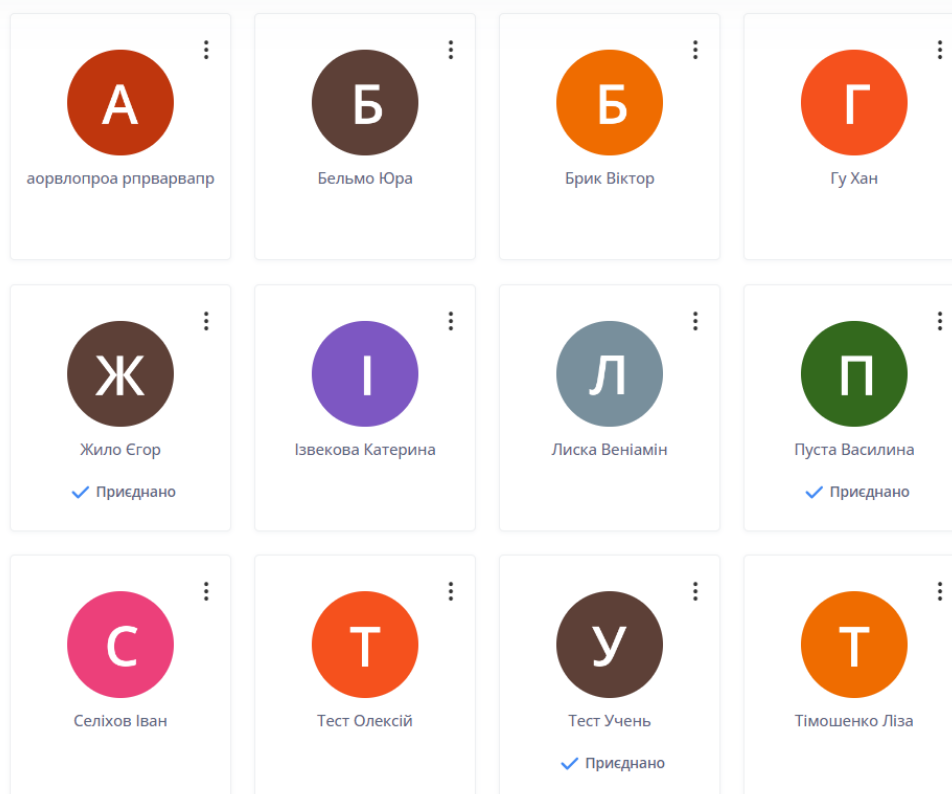 А
Б
Б
Г
аорвлопроа рпрварвапр
Бельмо Юра
Брик Віктор
Гу Хан
Ж
І
Л
П
Жило Єгор
Ізвекова Катерина
Лиска Веніамін
Пуста Василина
Приєднано
Приєднано
С
Т
У
Т
Селіхов Іван
Тест Олексій
Тест Учень
Тімошенко Ліза
Приєднано